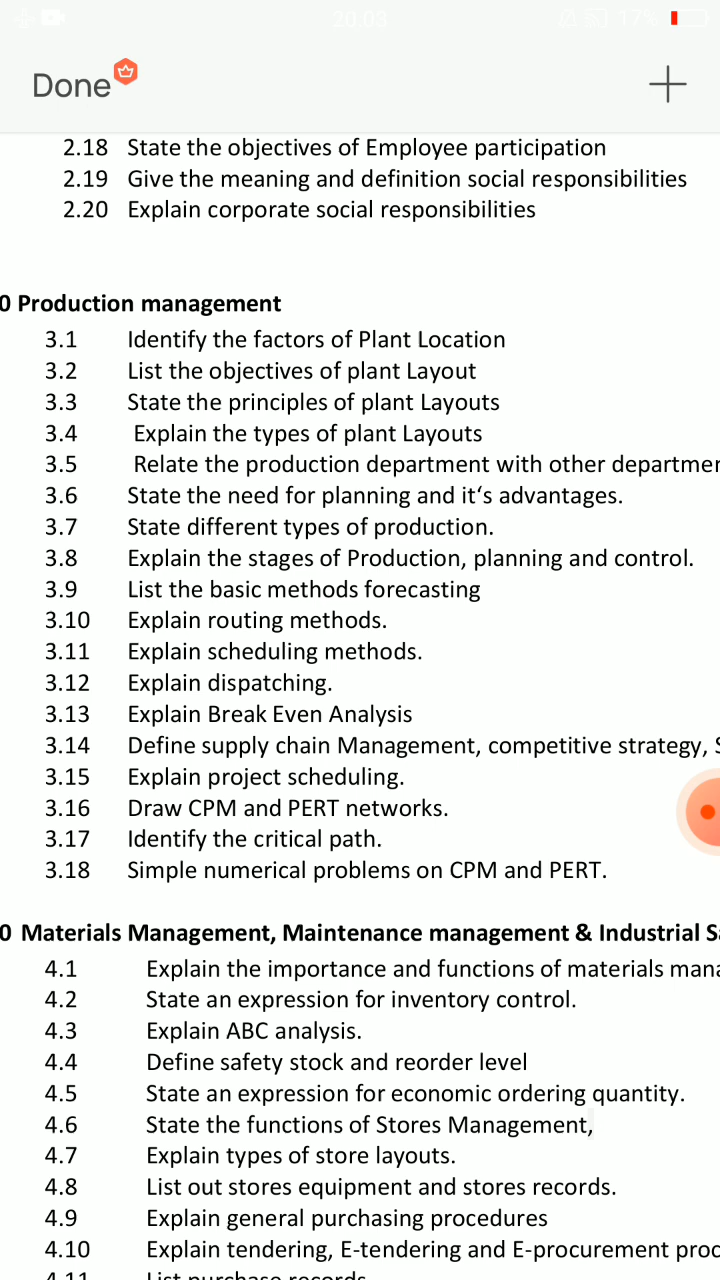 20.03
17%
Done
2.18 State the objectives of Employee participation
2.19 Give the meaning and definition social responsibilities
2.20 Explain corporate social responsibilities
0 Production management
3.1 Identify the factors of Plant Location
3.2 List the objectives of plant Layout
3.3 State the principles of plant Layouts
3.4 Explain the types of plant Layouts
3.5 Relate the production department with other
3.6 State the need for planning and it‘s advantages.
3.7 State different types of production.
3.8 Explain the stages of Production, planning and control.
3.9 List the basic methods forecasting
3.10 Explain routing methods.
3.11 Explain scheduling methods.
3.12 Explain dispatching.
3.13 Explain Break Even Analysis
3.14 Define supply chain Management, competitive strategy,
3.15 Explain project scheduling.
3.16 Draw CPM and PERT networks.
3.17 Identify the critical path.
3.18 Simple numerical problems on CPM and PERT.
0 Materials Management, Maintenance management & Industrial
4.1 Explain the importance and functions of materials
4.2 State an expression for inventory control.
4.3 Explain ABC analysis.
4.4 Define safety stock and reorder level
4.5 State an expression for economic ordering quantity.
4.6 State the functions of Stores Management,
4.7 Explain types of store layouts.
4.8 List out stores equipment and stores records.
4.9 Explain general purchasing procedures
4.10 Explain tendering, E-tendering and E-procurement
4.11 List purchase records